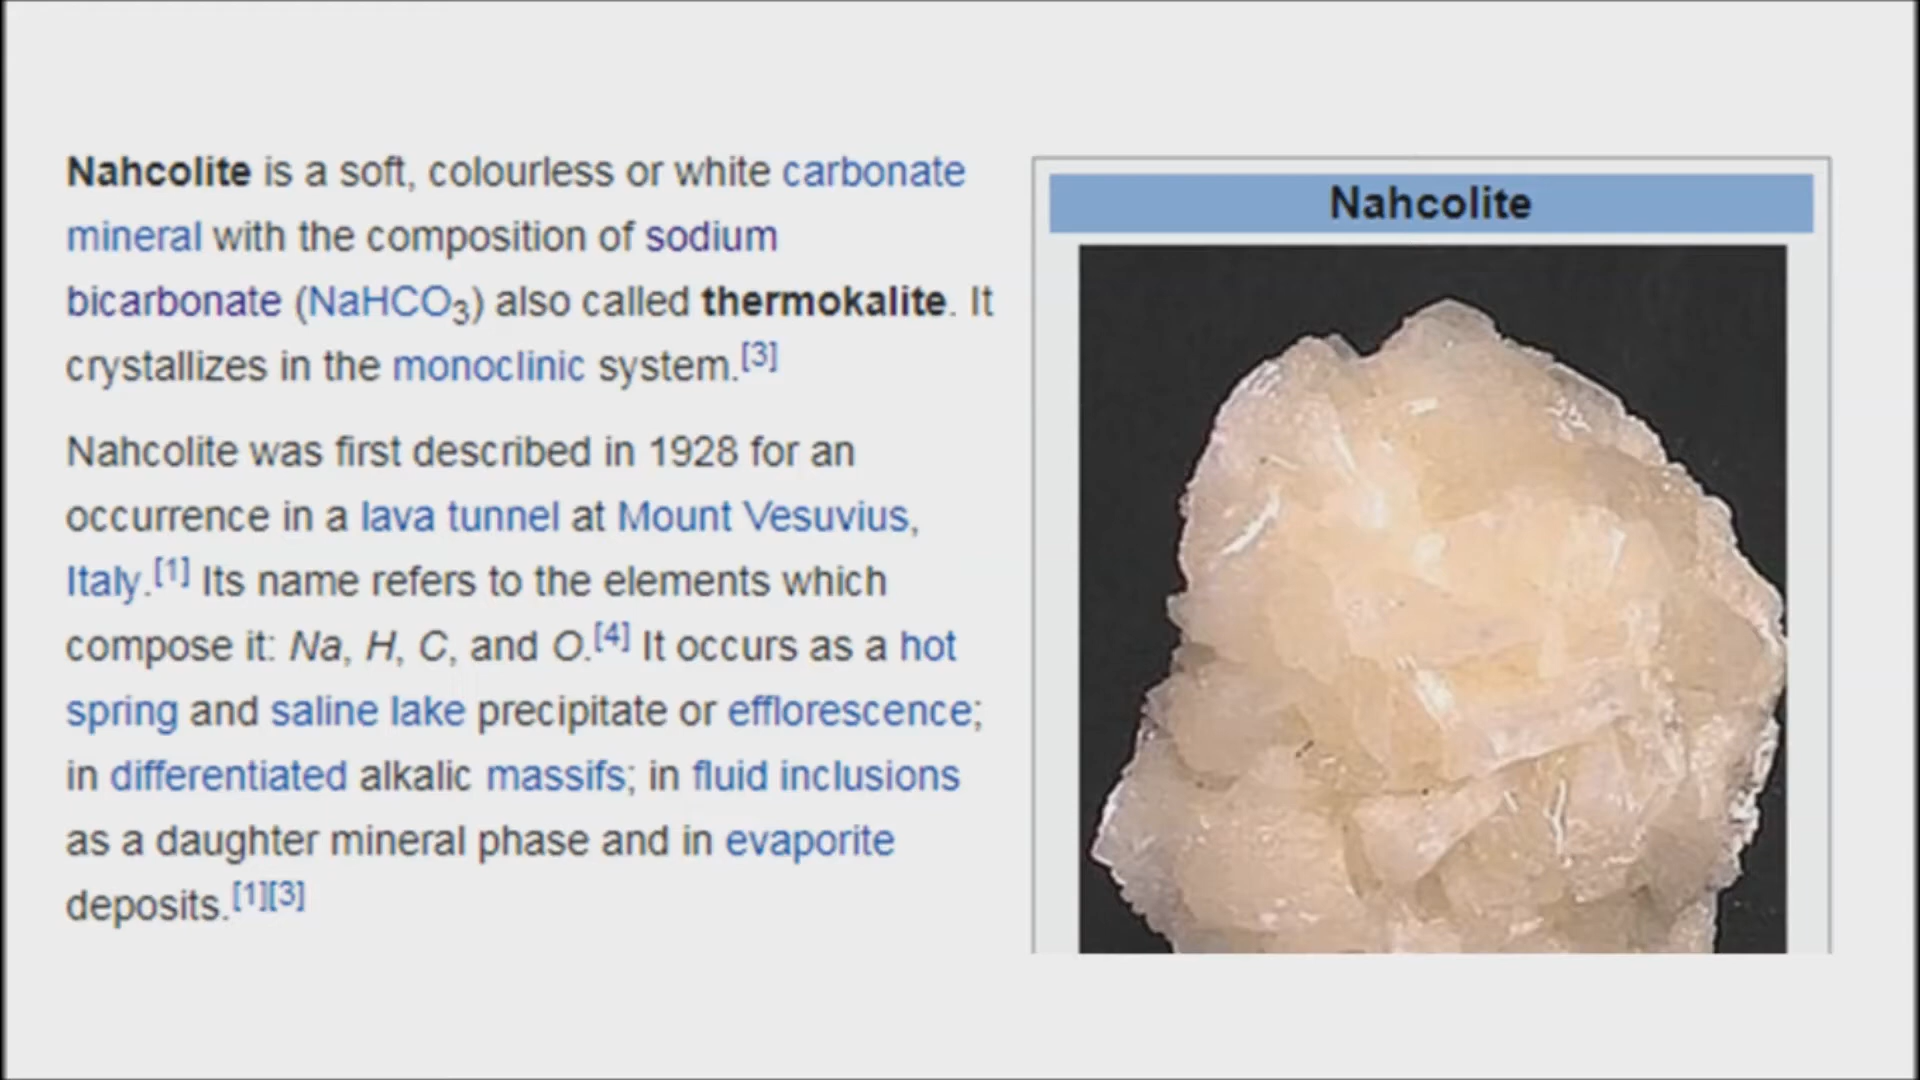 Nahcolite is a soft, colourless or white carbonate
mineral with the composition of sodium
bicarbonate (NaHCO₃) also called thermokalite. It
crystallizes in the monoclinic system.[3]
Nahcolite was first described in 1928 for an
occurrence in a lava tunnel at Mount Vesuvius,
Italy.[1] Its name refers to the elements which
compose it: Na, H, C, and O.[4] It occurs as a hot
spring and saline lake precipitate or efflorescence;
in differentiated alkalic massifs; in fluid inclusions
as a daughter mineral phase and in evaporite
deposits.[1][3]
Nahcolite